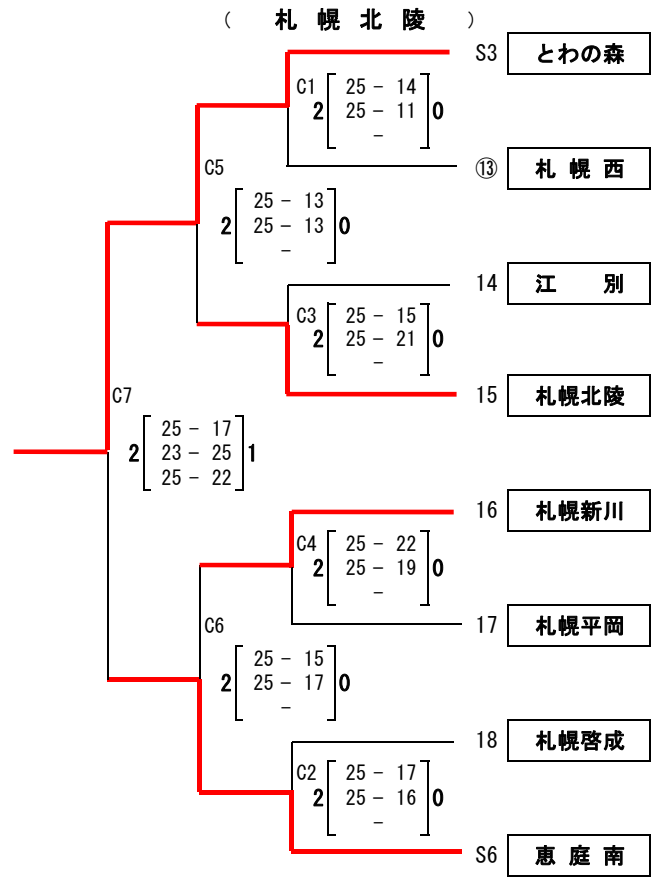 （ 札 幌 北 陵 ）
S3 とわの森
C1
25 － 14
2 25 － 11 0
－
⑬ 札 幌 西
C5
25 － 13
2 25 － 13 0
－
14 江 別
C3 25 － 15
2 25 － 21 0
－
15 札幌北陵
C7
25 － 17
2 23 － 25 1
25 － 22
16 札幌新川
C4 25 － 22
2 25 － 19 0
－
17 札幌平岡
C6
25 － 15
2 25 － 17 0
－
18 札幌啓成
C2 25 － 17
2 25 － 16 0
－
S6 恵 庭 南